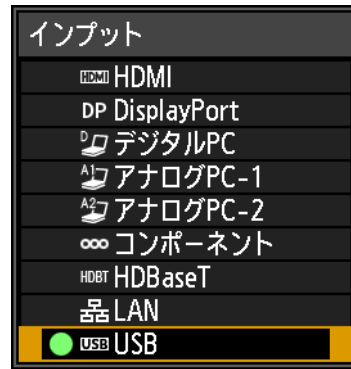 インプット
HDMI HDMI
DP DisplayPort
D デジタルPC
A1 アナログPC-1
A2 アナログPC-2
コンポーネント
HDBT HDBaseT
LAN
USB USB